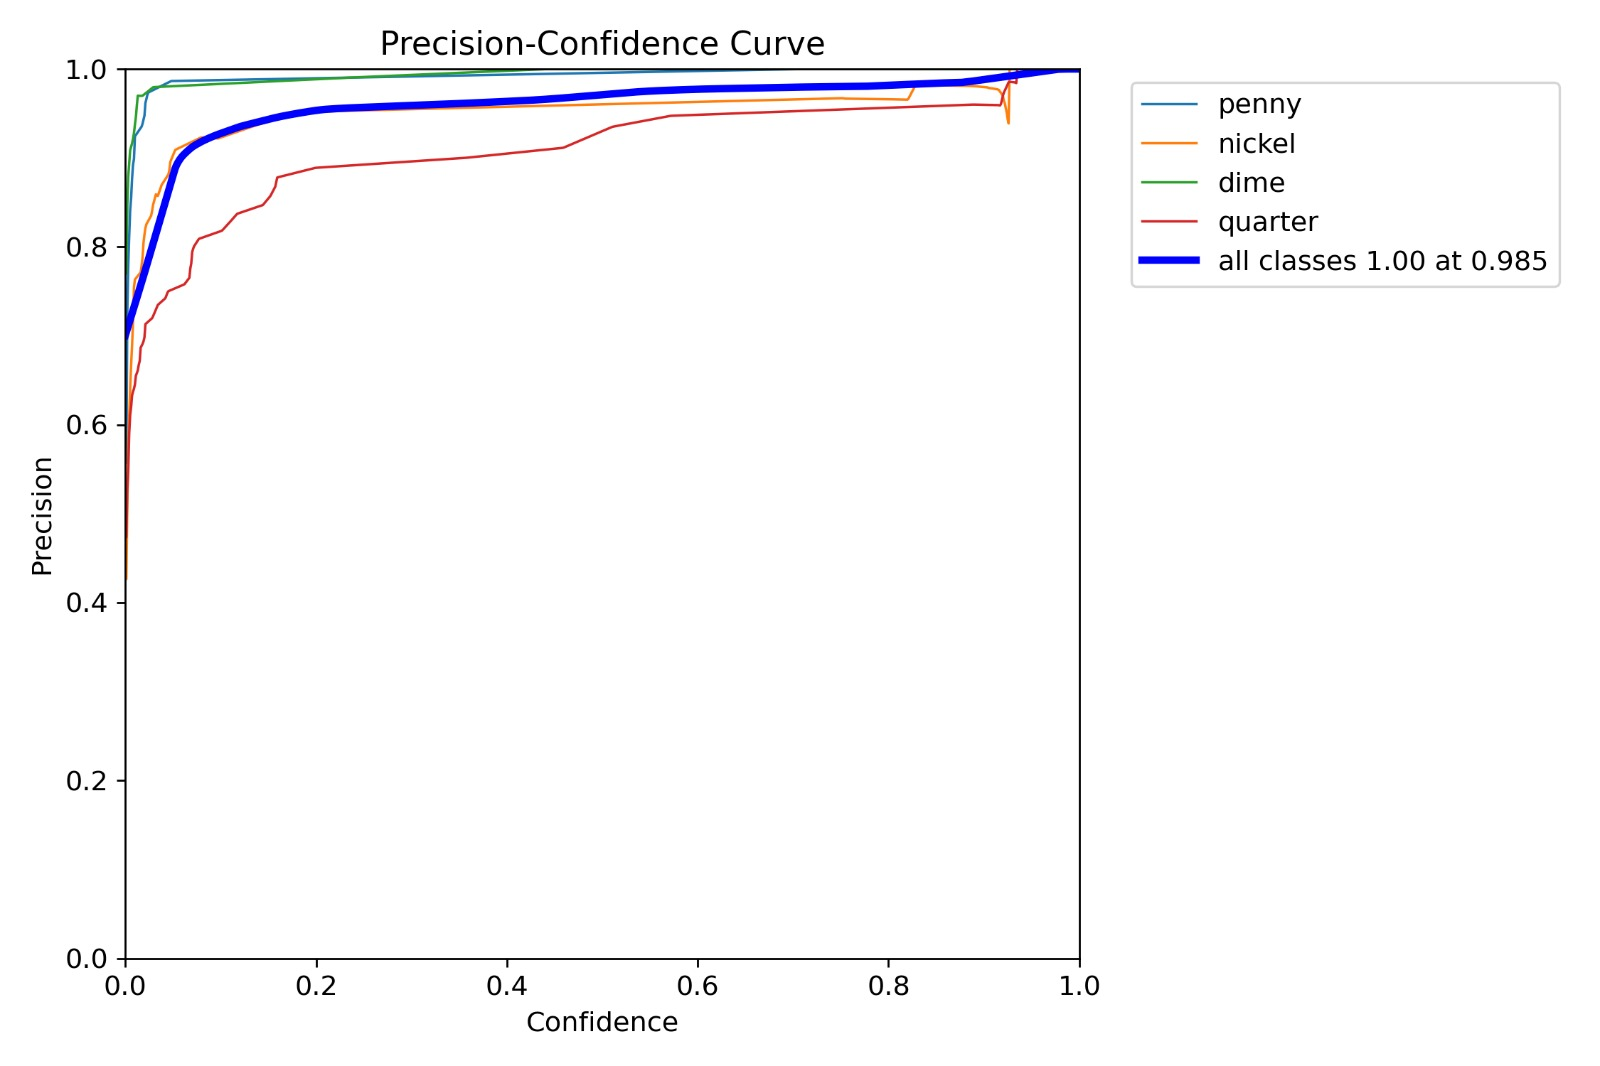 Precision-Confidence Curve
1.0
0.8
0.6
0.4
0.2
0.0
Precision
0.0 0.2 0.4 0.6 0.8 1.0
Confidence
penny
nickel
dime
quarter
all classes 1.00 at 0.985